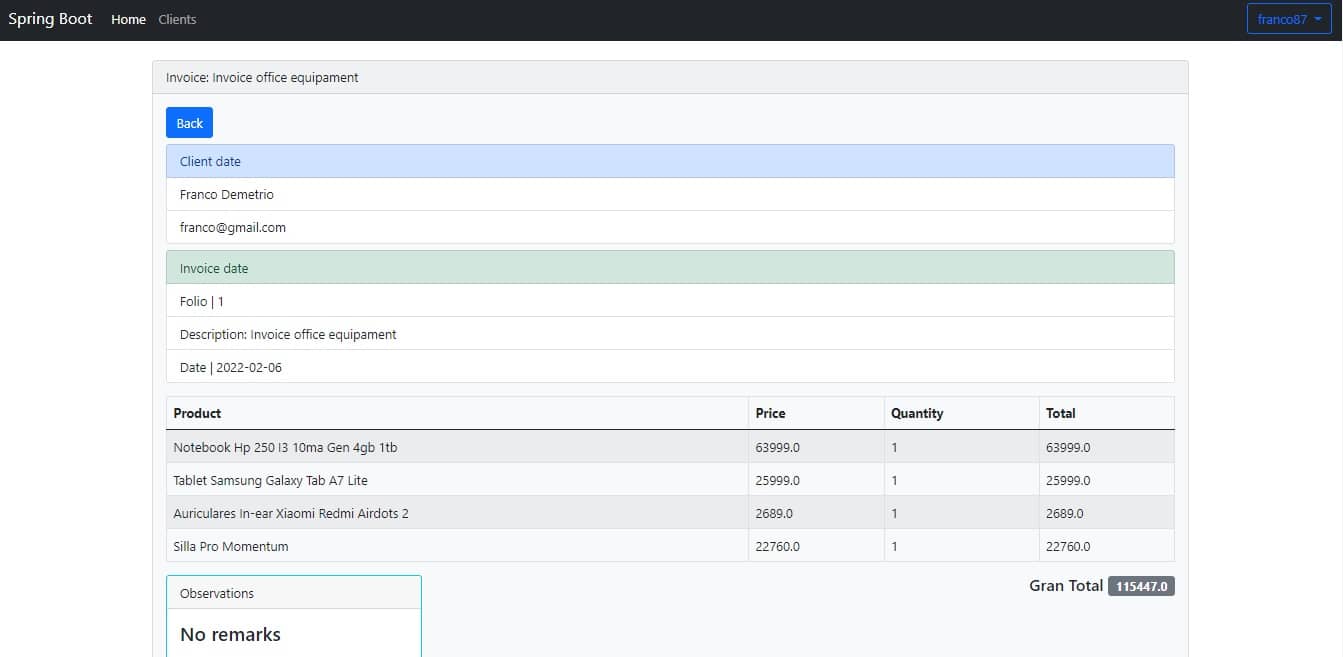 Spring Boot Home Clients franco87
Invoice: Invoice office equipament
Back
Client date
Franco Demetrio
franco@gmail.com
Invoice date
Folio | 1
Description: Invoice office equipament
Date | 2022-02-06
Product Price Quantity Total
Notebook Hp 250 I3 10ma Gen 4gb 1tb 63999.0 1 63999.0
Tablet Samsung Galaxy Tab A7 Lite 25999.0 1 25999.0
Auriculares In-ear Xiaomi Redmi Airdots 2 2689.0 1 2689.0
Silla Pro Momentum 22760.0 1 22760.0
Gran Total 115447.0
Observations
No remarks